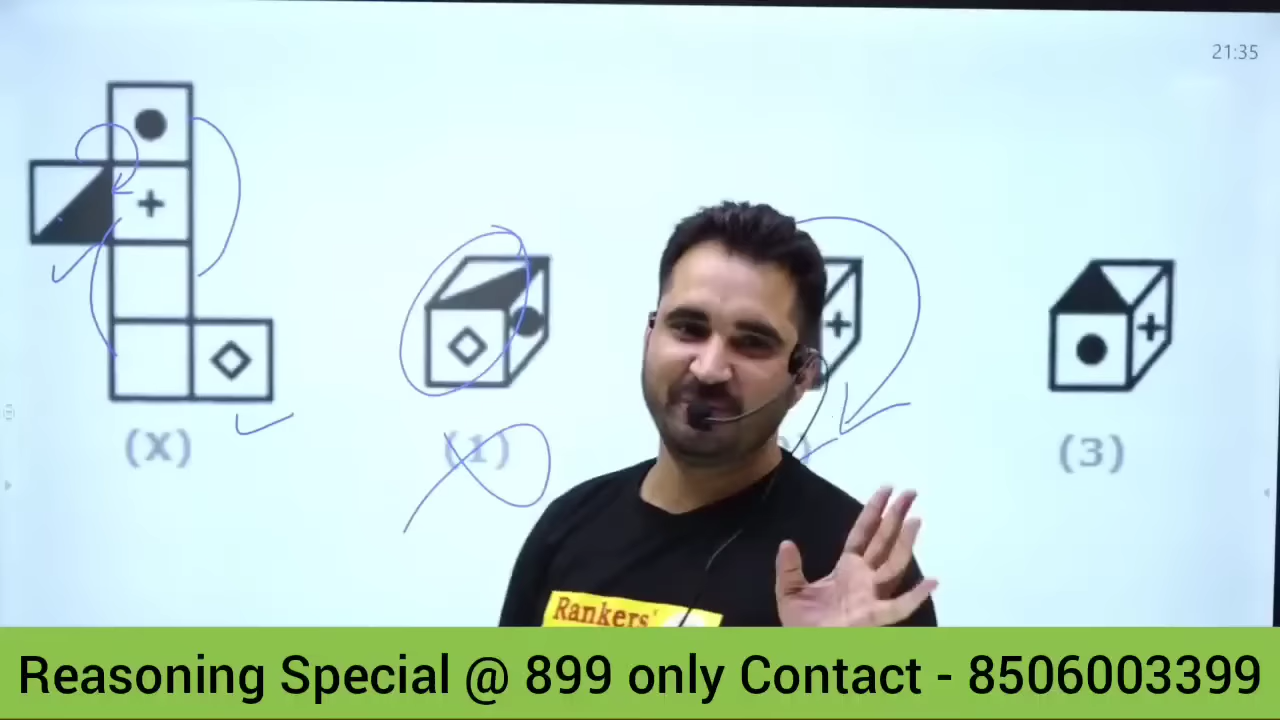 21:35
(X)
(1)
(3)
Rankers'
Reasoning Special @ 899 only Contact - 8506003399